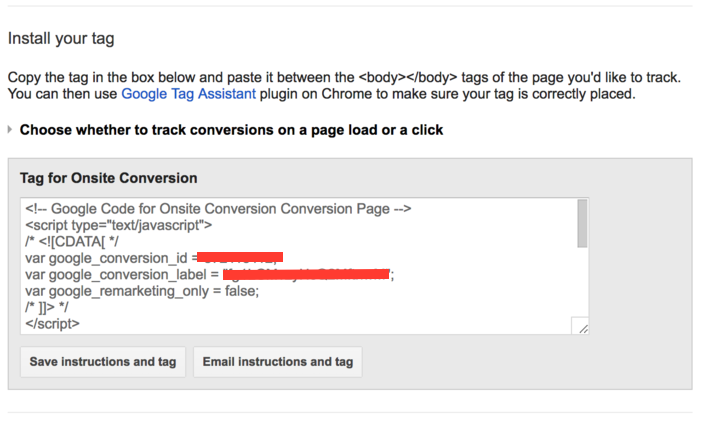 Install your tag
Copy the tag in the box below and paste it between the <body></body> tags of the page you'd like to track.
You can then use Google Tag Assistant plugin on Chrome to make sure your tag is correctly placed.
Choose whether to track conversions on a page load or a click
Tag for Onsite Conversion
<!-- Google Code for Onsite Conversion Conversion Page -->
<script type="text/javascript">
/* <![CDATA[ */
var google_conversion_id =
var google_conversion_label = ";
var google_remarketing_only = false;
/* ]]> */
</script>
Save instructions and tag
Email instructions and tag